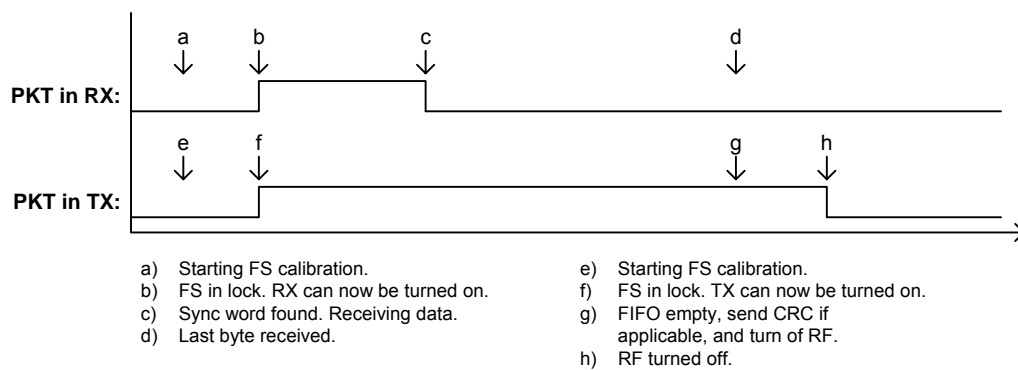 a b c d
PKT in RX:
e f g h
PKT in TX:
a) Starting FS calibration.
b) FS in lock. RX can now be turned on.
c) Sync word found. Receiving data.
d) Last byte received.
e) Starting FS calibration.
f) FS in lock. TX can now be turned on.
g) FIFO empty, send CRC if
applicable, and turn of RF.
h) RF turned off.